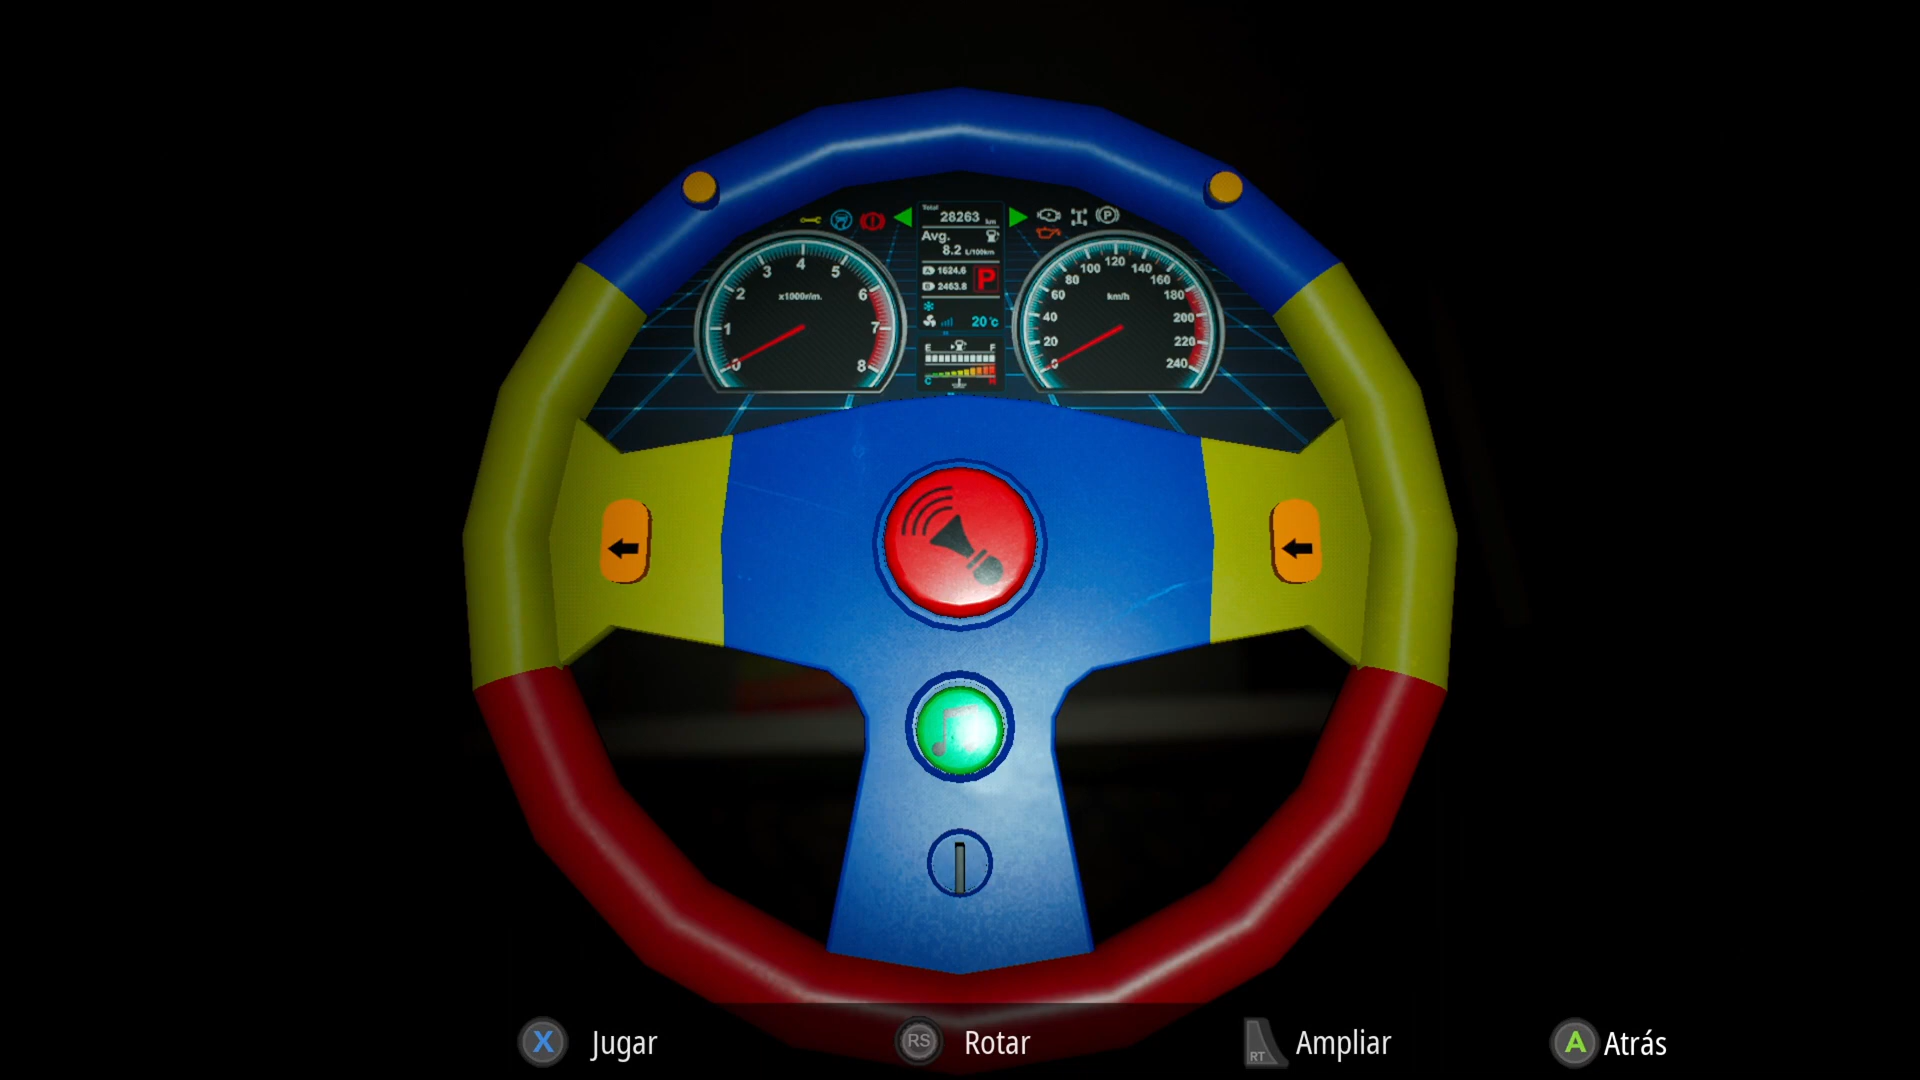 Total
28263 km
Avg.
8.2 L/100km
A 1624.6
B 2463.8
P
20°c
E F
C H
0 1 2 3 4 5 6 7 8
x1000r/m.
0 20 40 60 80 100 120 140 160 180 200 220 240
km/h
P
X Jugar
RS Rotar
RT Ampliar
A Atrás